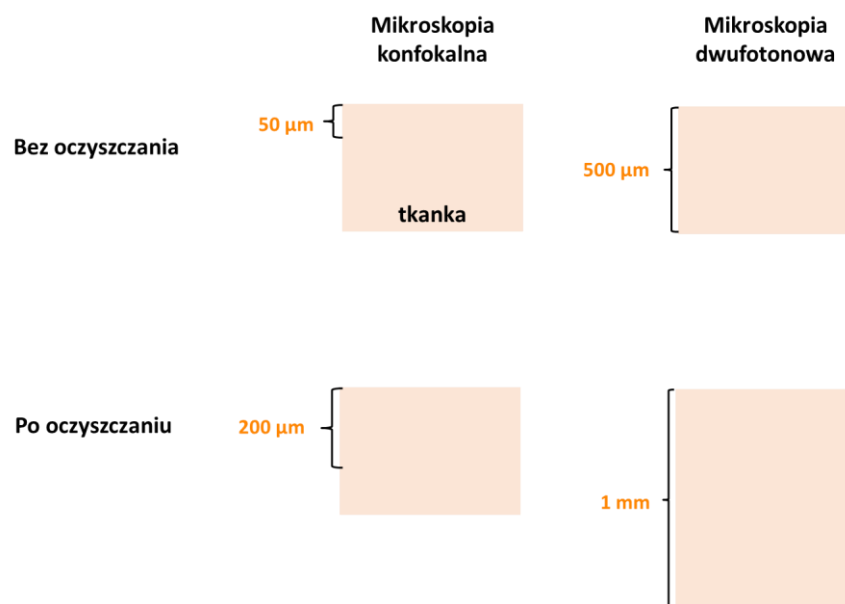 Mikroskopia
konfokalna
Mikroskopia
dwufotonowa
Bez oczyszczania
50 µm
tkanka
500 µm
Po oczyszczaniu
200 µm
1 mm